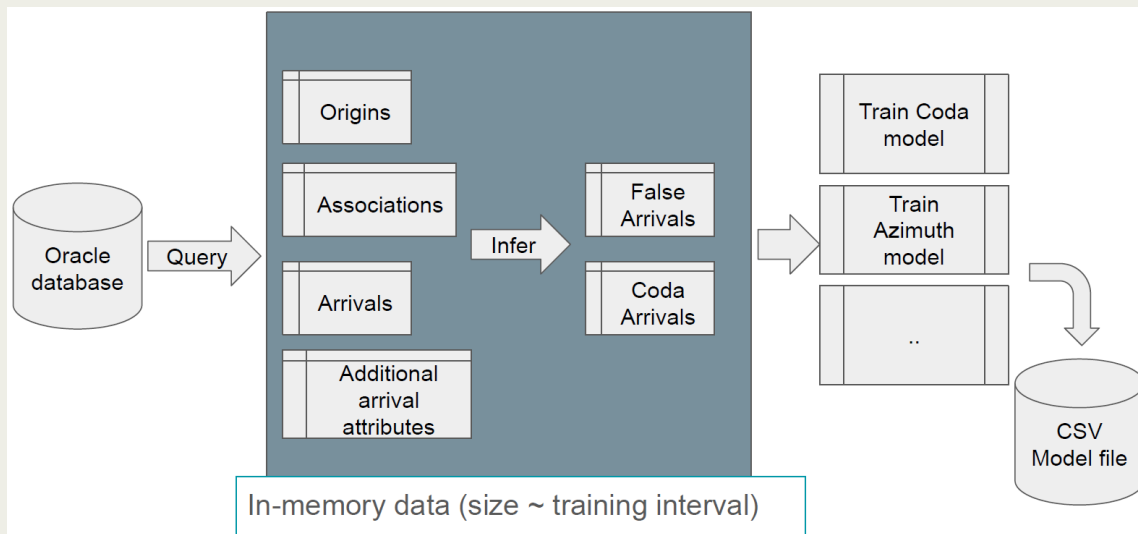 Oracle
database
Query
Origins
Associations
Arrivals
Additional
arrival
attributes
Infer
False
Arrivals
Coda
Arrivals
Train Coda
model
Train
Azimuth
model
..
CSV
Model file
In-memory data (size ~ training interval)